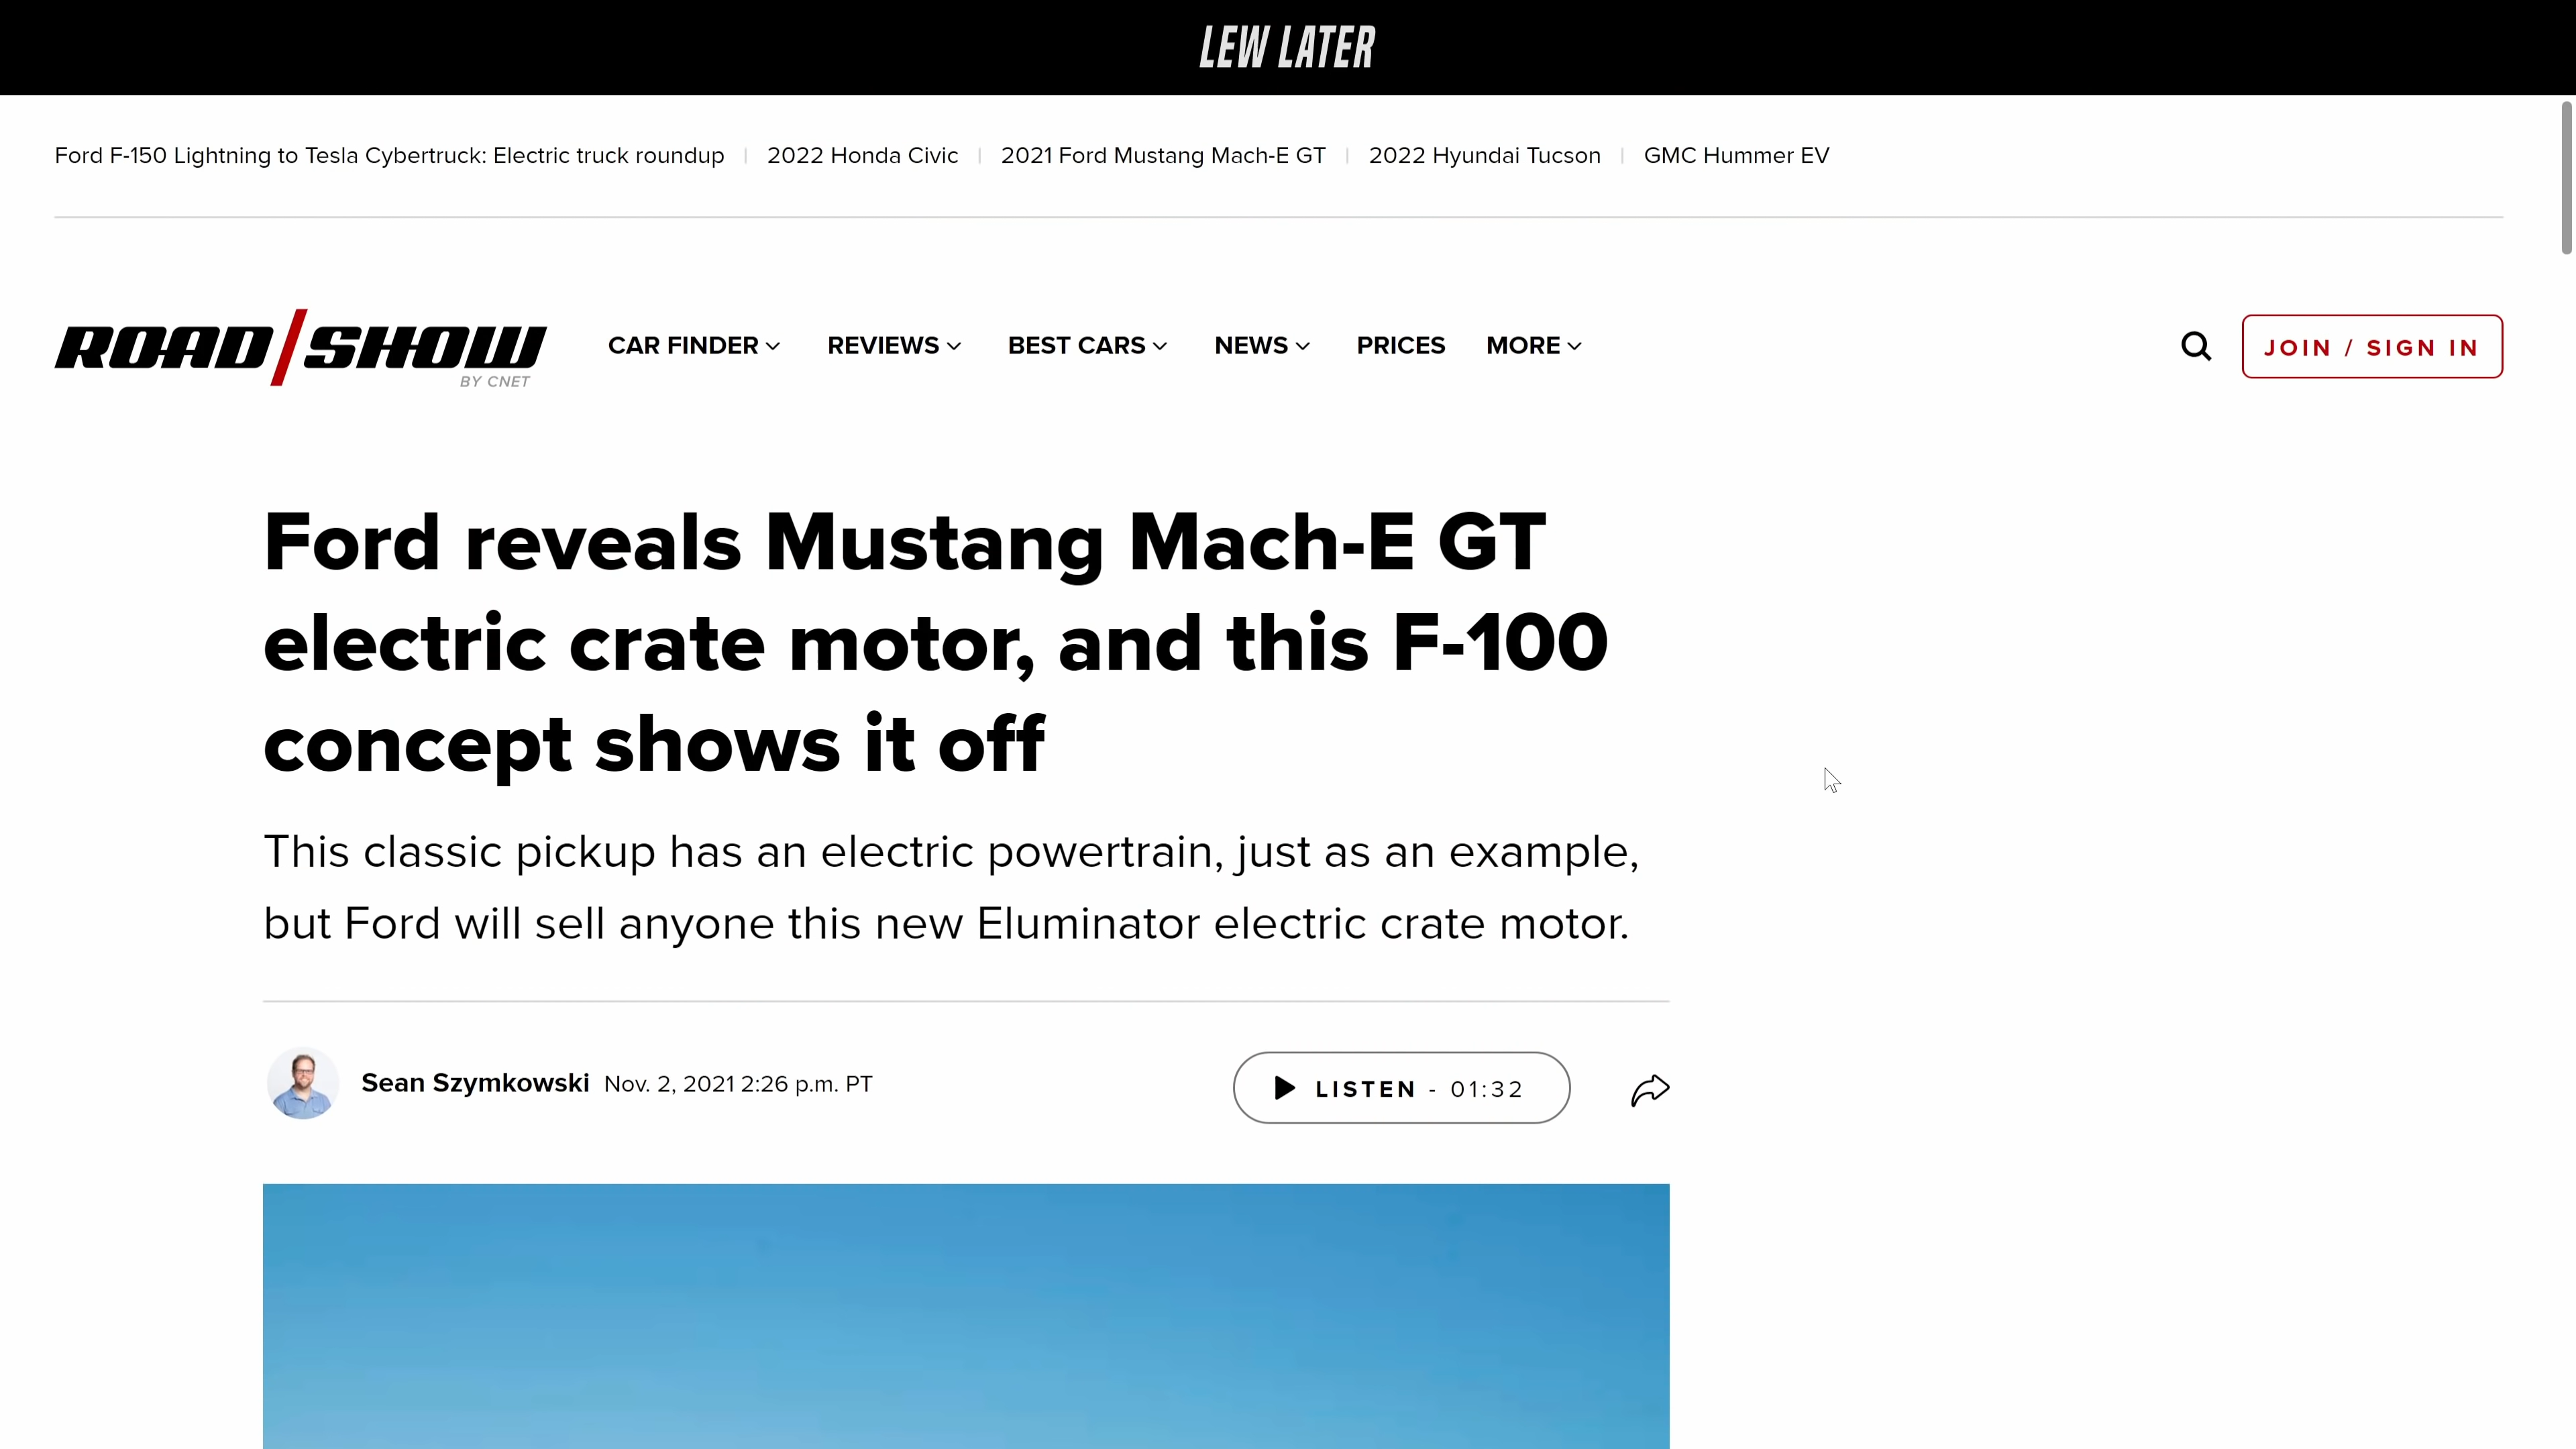 LEW LATER
Ford F-150 Lightning to Tesla Cybertruck: Electric truck roundup | 2022 Honda Civic | 2021 Ford Mustang Mach-E GT | 2022 Hyundai Tucson | GMC Hummer EV
ROAD/SHOW
BY CNET
CAR FINDER REVIEWS BEST CARS NEWS PRICES MORE
JOIN / SIGN IN
Ford reveals Mustang Mach-E GT
electric crate motor, and this F-100
concept shows it off
This classic pickup has an electric powertrain, just as an example,
but Ford will sell anyone this new Eluminator electric crate motor.
Sean Szymkowski Nov. 2, 2021 2:26 p.m. PT
LISTEN - 01:32